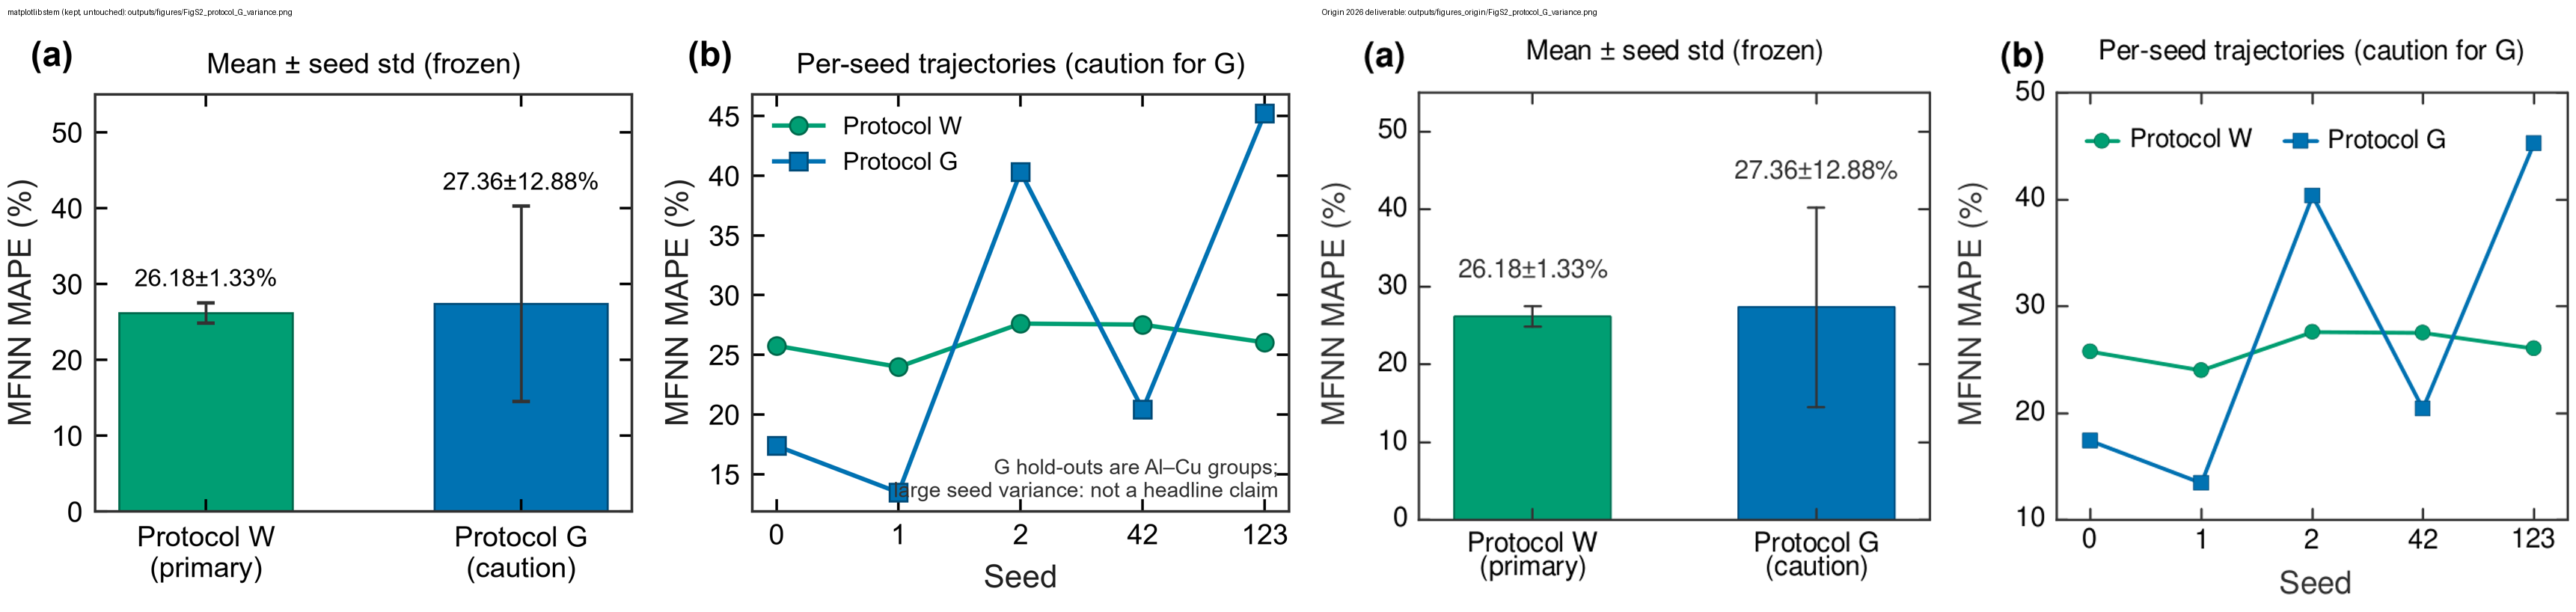 matplotlib stem (kept, untouched): outputs/figures/FigS2_protocol_G_variance.png
(a)
Mean ± seed std (frozen)
MFNN MAPE (%)
50
40
30
20
10
0
27.36±12.88%
26.18±1.33%
Protocol W
(primary)
Protocol G
(caution)
(b)
Per-seed trajectories (caution for G)
MFNN MAPE (%)
45
40
35
30
25
20
15
Protocol W
Protocol G
G hold-outs are Al–Cu groups;
large seed variance: not a headline claim
0 1 2 42 123
Seed
Origin 2026 deliverable: outputs/figures_origin/FigS2_protocol_G_variance.png
(a)
Mean ± seed std (frozen)
MFNN MAPE (%)
50
40
30
20
10
0
27.36±12.88%
26.18±1.33%
Protocol W
(primary)
Protocol G
(caution)
(b)
Per-seed trajectories (caution for G)
MFNN MAPE (%)
50
40
30
20
10
Protocol W Protocol G
0 1 2 42 123
Seed